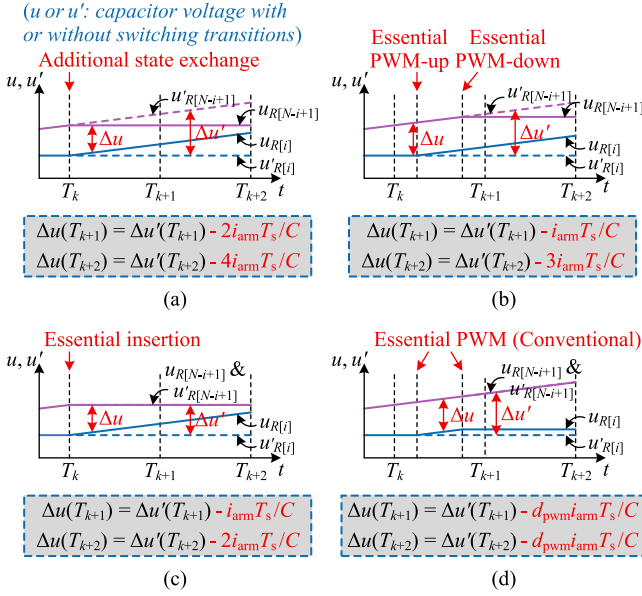 (u or u': capacitor voltage with
or without switching transitions)
Additional state exchange
u, u'
u'R[N-i+1]
uR[N-i+1]
Δu
Δu'
uR[i]
u'R[i]
Tk
Tk+1
Tk+2
t
Δu(Tk+1) = Δu'(Tk+1) - 2iarmTs/C
Δu(Tk+2) = Δu'(Tk+2) - 4iarmTs/C
(a)
Essential
PWM-up
Essential
PWM-down
u, u'
u'R[N-i+1]
uR[N-i+1]
Δu
Δu'
uR[i]
u'R[i]
Tk
Tk+1
Tk+2
t
Δu(Tk+1) = Δu'(Tk+1) - iarmTs/C
Δu(Tk+2) = Δu'(Tk+2) - 3iarmTs/C
(b)
Essential insertion
u, u'
uR[N-i+1] &
u'R[N-i+1]
Δu
Δu'
uR[i]
u'R[i]
Tk
Tk+1
Tk+2
t
Δu(Tk+1) = Δu'(Tk+1) - iarmTs/C
Δu(Tk+2) = Δu'(Tk+2) - 2iarmTs/C
(c)
Essential PWM (Conventional)
u, u'
uR[N-i+1] &
u'R[N-i+1]
Δu
Δu'
uR[i]
u'R[i]
Tk
Tk+1
Tk+2
t
Δu(Tk+1) = Δu'(Tk+1) - dpwmiarmTs/C
Δu(Tk+2) = Δu'(Tk+2) - dpwmiarmTs/C
(d)